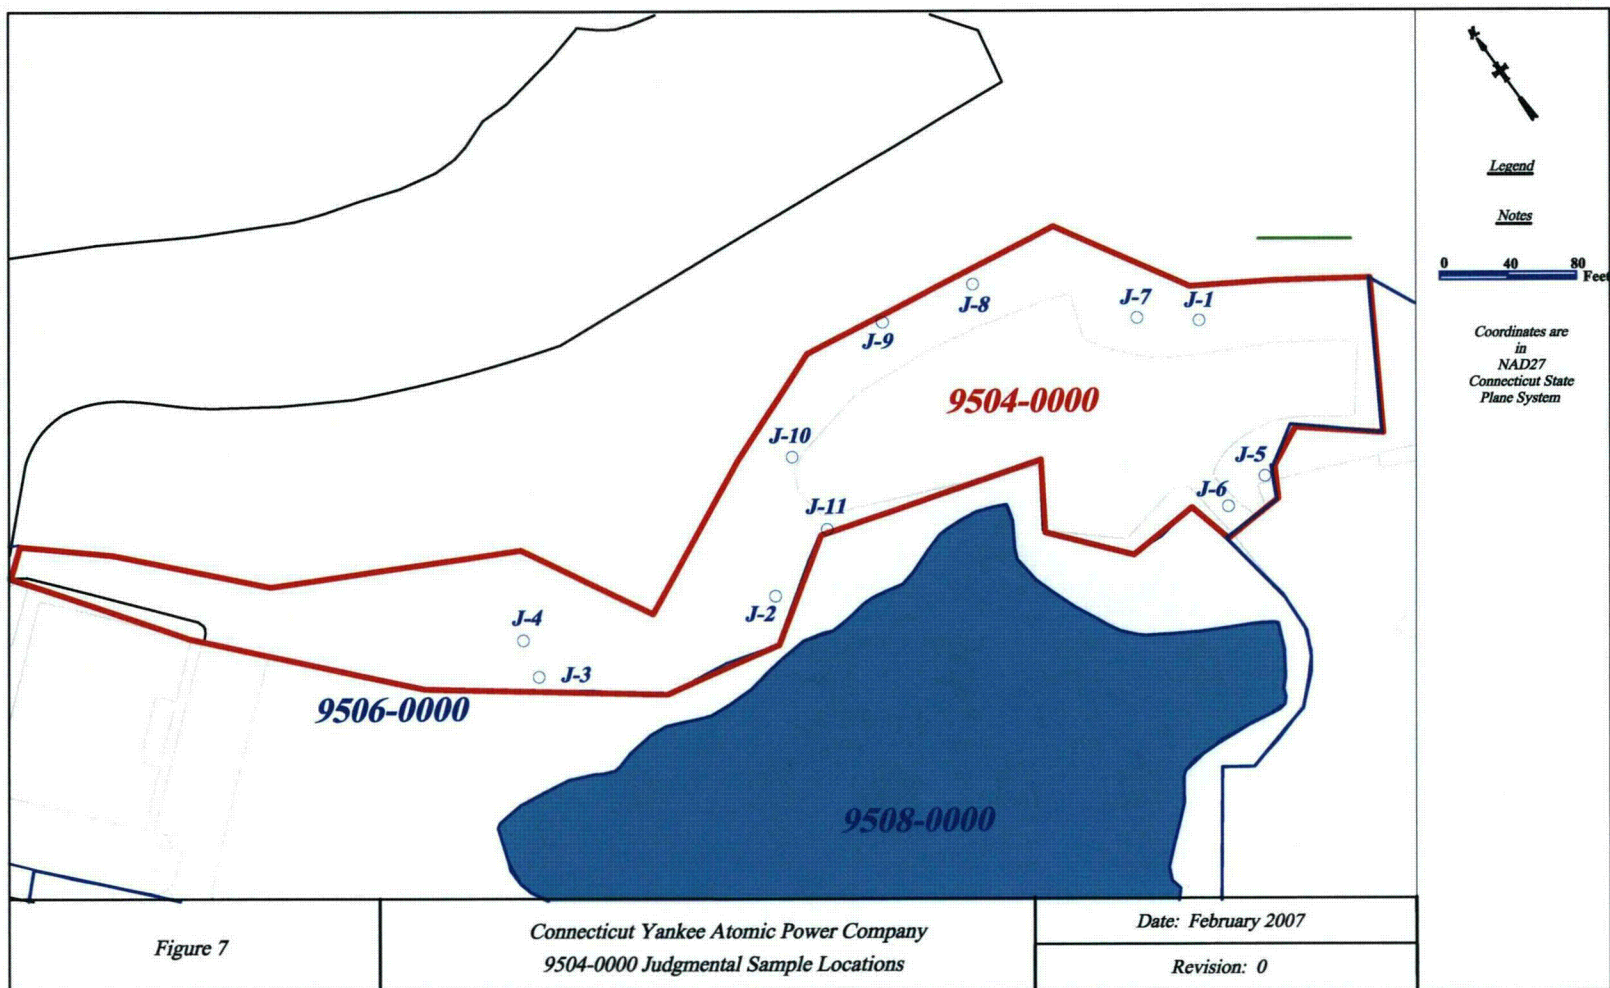 Legend
Notes
0 40 80
Feet
Coordinates are
in
NAD27
Connecticut State
Plane System
J-8
J-7
J-1
J-9
9504-0000
J-10
J-5
J-6
J-11
J-2
J-4
J-3
9506-0000
9508-0000
Figure 7
Connecticut Yankee Atomic Power Company
9504-0000 Judgmental Sample Locations
Date: February 2007
Revision: 0